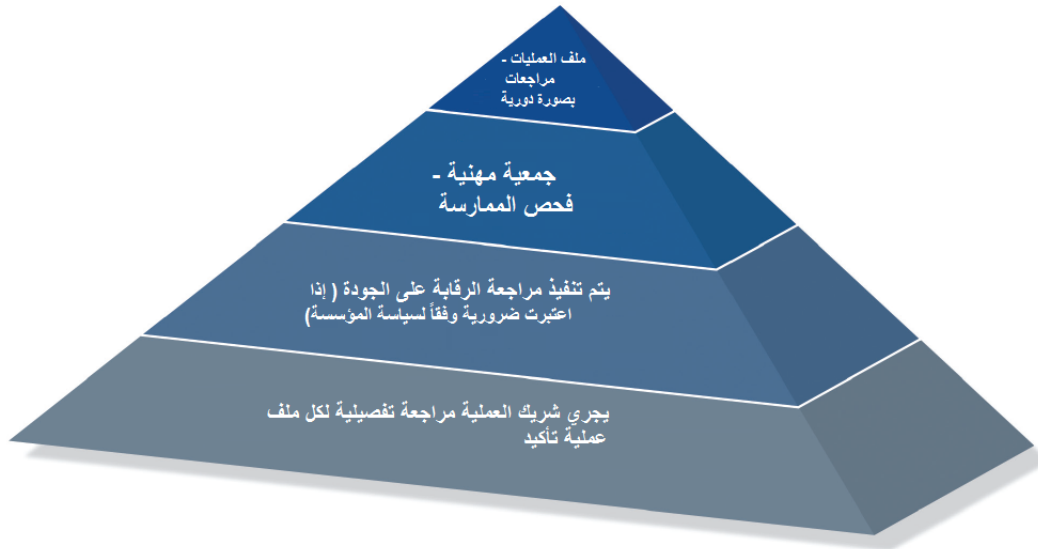 ملف العمليات -
مراجعات
بصورة دورية
جمعية مهنية -
فحص الممارسة
يتم تنفيذ مراجعة الرقابة على الجودة ( إذا
اعتبرت ضرورية وفقاً لسياسة المؤسسة)
يجري شريك العملية مراجعة تفصيلية لكل ملف
عملية تأكيد